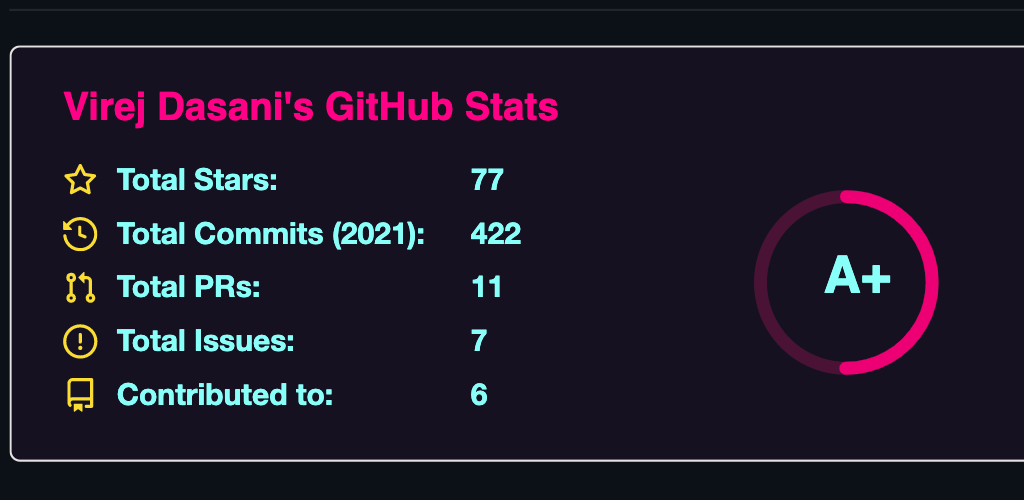 Virej Dasani's GitHub Stats
Total Stars: 77
Total Commits (2021): 422
Total PRs: 11
Total Issues: 7
Contributed to: 6
A+